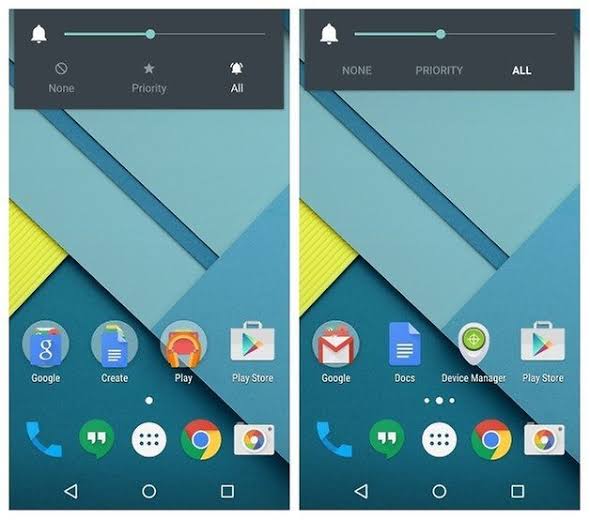 None Priority All
Google Create Play Play Store
NONE PRIORITY ALL
Google Docs Device Manager Play Store